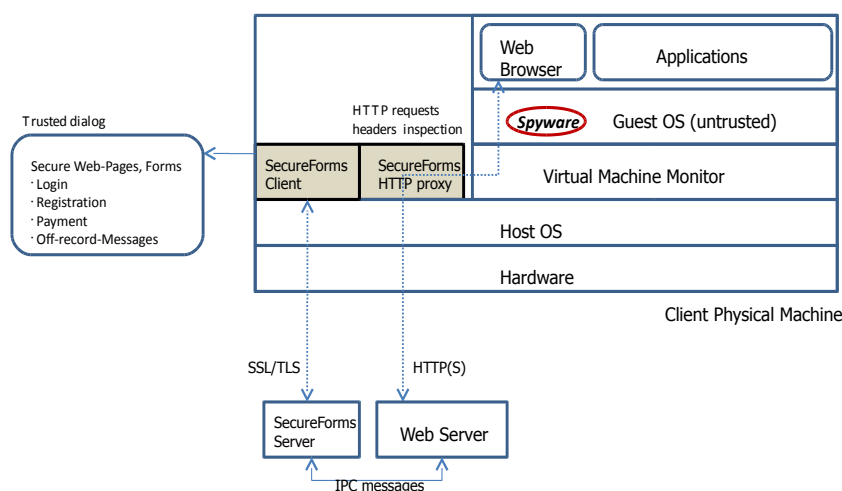 Web
Browser
Applications
HTTP requests
headers inspection
Trusted dialog
Spyware
Guest OS (untrusted)
Secure Web-Pages, Forms
· Login
· Registration
· Payment
· Off-record-Messages
SecureForms
Client
SecureForms
HTTP proxy
Virtual Machine Monitor
Host OS
Hardware
Client Physical Machine
SSL/TLS
HTTP(S)
SecureForms
Server
Web Server
IPC messages